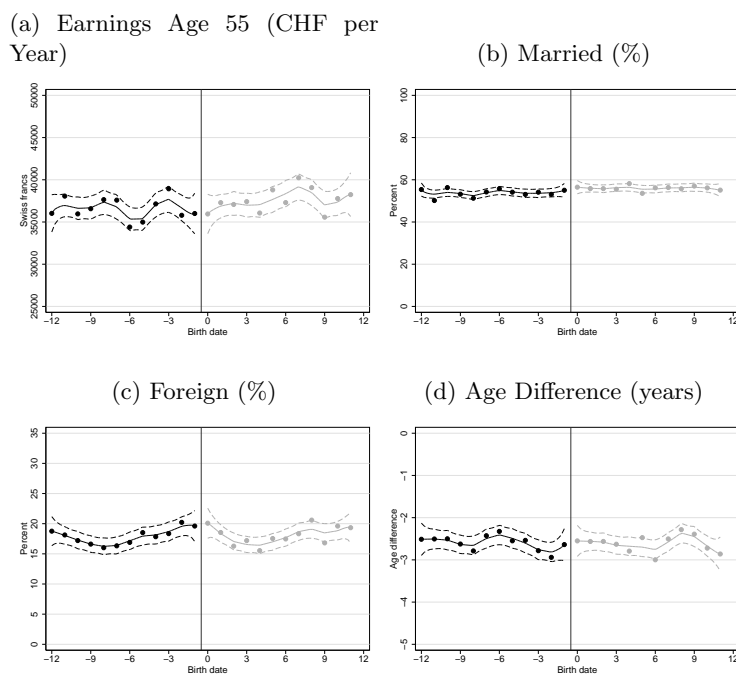 (a) Earnings Age 55 (CHF per
Year)
Swiss francs
50000
45000
40000
35000
30000
25000
−12 −9 −6 −3 0 3 6 9 12
Birth date
(b) Married (%)
Percent
100
80
60
40
20
0
−12 −9 −6 −3 0 3 6 9 12
Birth date
(c) Foreign (%)
Percent
35
30
25
20
15
10
5
0
−12 −9 −6 −3 0 3 6 9 12
Birth date
(d) Age Difference (years)
Age difference
0
−1
−2
−3
−4
−5
−12 −9 −6 −3 0 3 6 9 12
Birth date